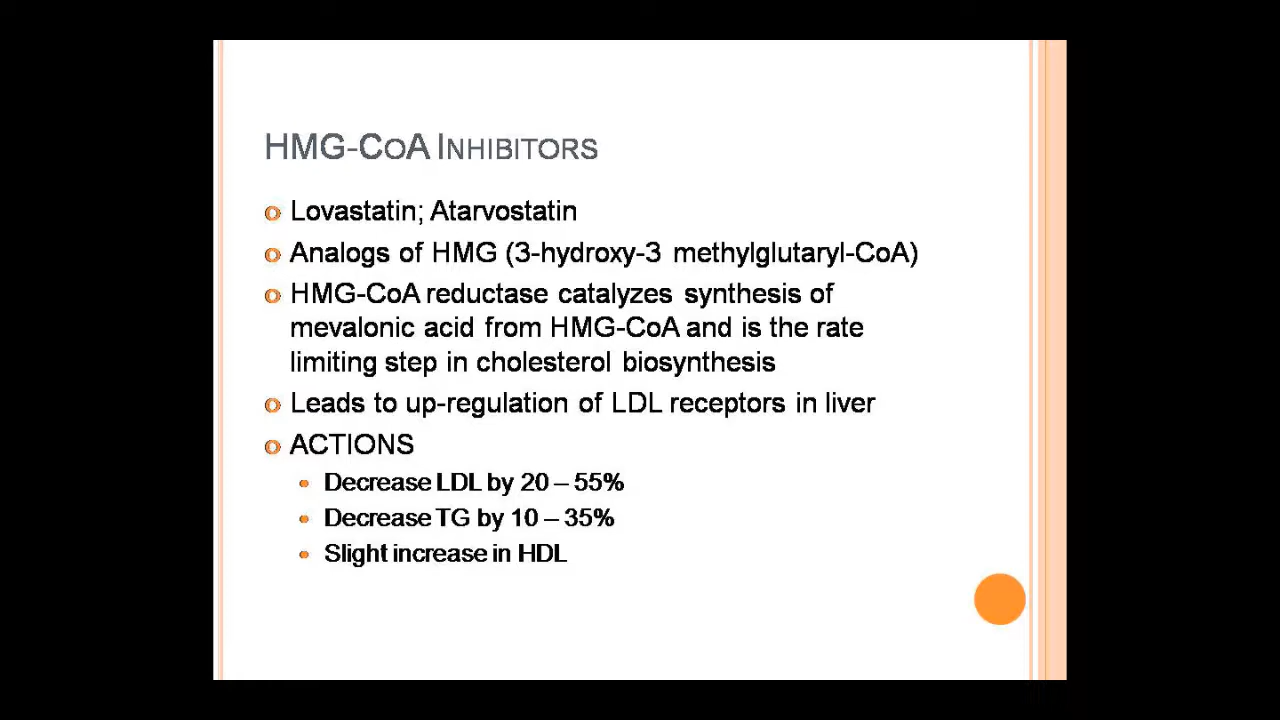 HMG-CoA Inhibitors
Lovastatin; Atarvostatin
Analogs of HMG (3-hydroxy-3 methylglutaryl-CoA)
HMG-CoA reductase catalyzes synthesis of
mevalonic acid from HMG-CoA and is the rate
limiting step in cholesterol biosynthesis
Leads to up-regulation of LDL receptors in liver
ACTIONS
Decrease LDL by 20 – 55%
Decrease TG by 10 – 35%
Slight increase in HDL